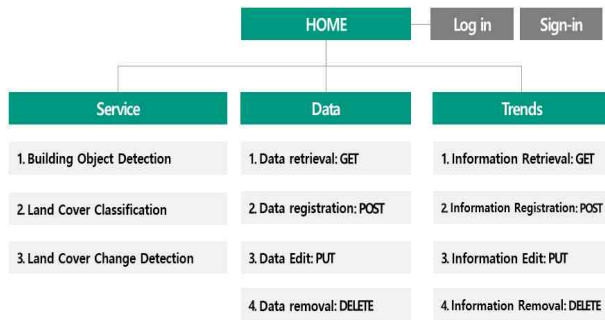 HOME
Log in
Sign-in
Service
Data
Trends
1. Building Object Detection
1. Data retrieval: GET
1. Information Retrieval: GET
2. Land Cover Classification
2. Data registration: POST
2. Information Registration: POST
3. Land Cover Change Detection
3. Data Edit: PUT
3. Information Edit: PUT
4. Data removal: DELETE
4. Information Removal: DELETE